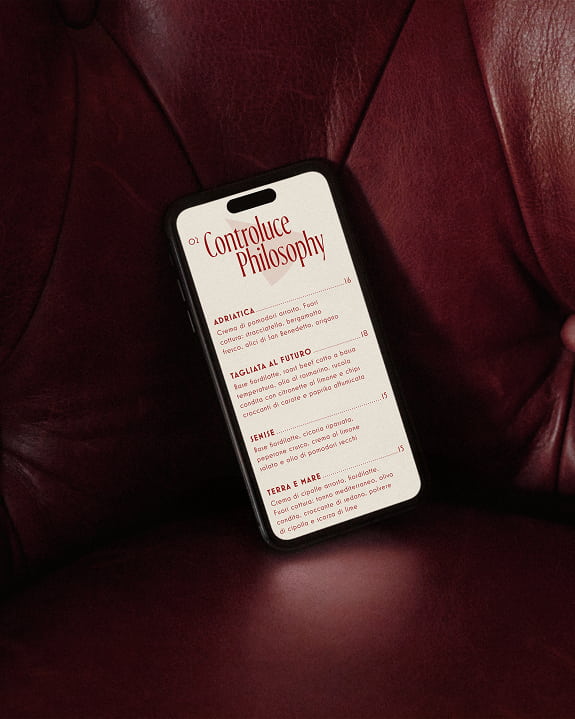 02 Controluce
Philosophy
ADRIATICA 16
Crema di pomodori arrosto. Fuori
cottura: stracciatella, bergamotto
fresco, alici di San Benedetto, origano
TAGLIATA AL FUTURO 18
Base fiordilatte, roast beef cotto a bassa
temperatura, olio al rosmarino, rucola
condita con citronette al limone e chips
croccanti di carote e paprika affumicata
SENISE 15
Base fiordilatte, cicoria ripassata,
peperone crusco, crema al limone
salato e olio di pomodori secchi
TERRA E MARE 15
Crema di cipolle arrosto, fiordilatte.
Fuori cottura: tonno mediterraneo, oliva
candita, croccante di sedano, polvere
di cipolla e scorza di lime